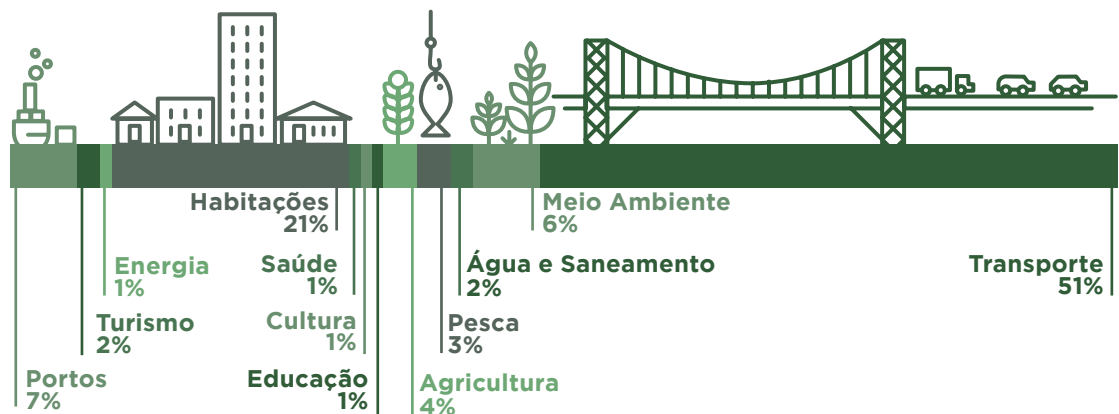 Habitações
21%
Meio Ambiente
6%
Energia
1%
Saúde
1%
Água e Saneamento
2%
Transporte
51%
Turismo
2%
Cultura
1%
Pesca
3%
Portos
7%
Educação
1%
Agricultura
4%